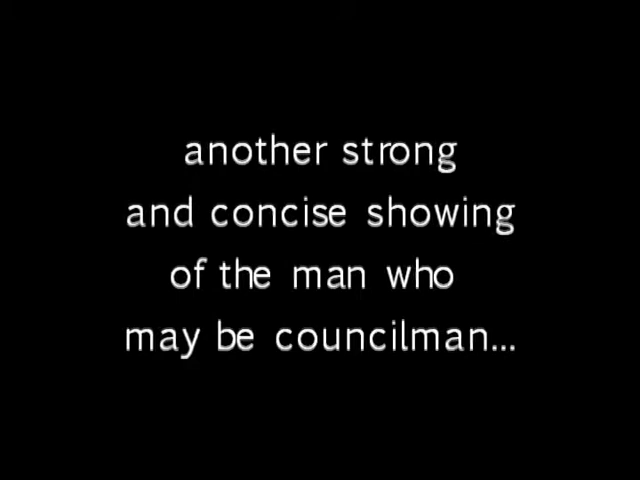 another strong
and concise showing
of the man who
may be councilman...